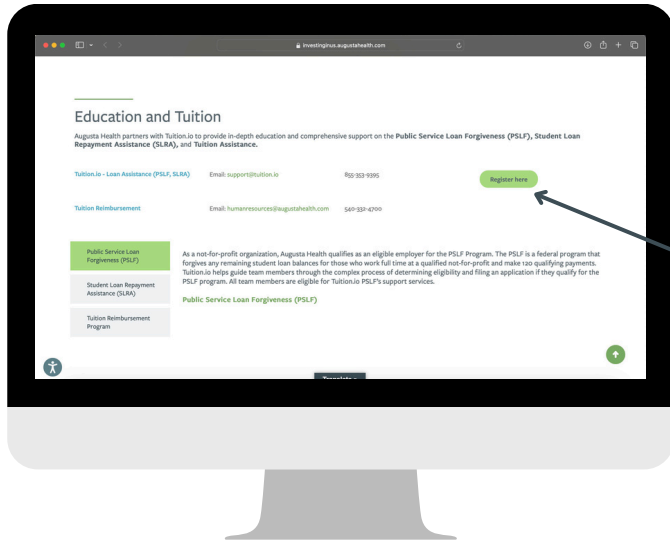 investinginus.augustahealth.com
Education and Tuition
Augusta Health partners with Tuition.io to provide in-depth education and comprehensive support on the Public Service Loan Forgiveness (PSLF), Student Loan
Repayment Assistance (SLRA), and Tuition Assistance.
Tuition.io - Loan Assistance (PSLF, SLRA) Email: support@tuition.io 855-353-9395 Register here
Tuition Reimbursement Email: humanresources@augustahealth.com 540-332-4700
Public Service Loan
Forgiveness (PSLF)
Student Loan Repayment
Assistance (SLRA)
Tuition Reimbursement
Program
As a not-for-profit organization, Augusta Health qualifies as an eligible employer for the PSLF Program. The PSLF is a federal program that
forgives any remaining student loan balances for those who work full time at a qualified not-for-profit and make 120 qualifying payments.
Tuition.io helps guide team members through the complex process of determining eligibility and filing an application if they qualify for the
PSLF program. All team members are eligible for Tuition.io PSLF's support services.
Public Service Loan Forgiveness (PSLF)